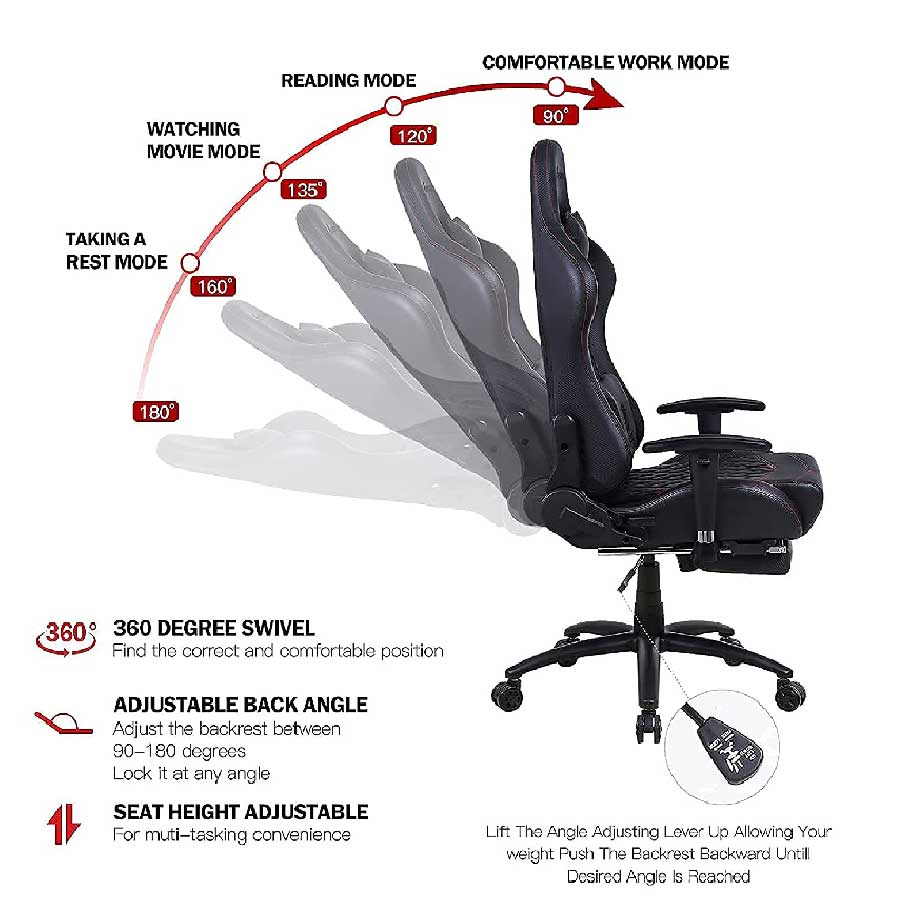 COMFORTABLE WORK MODE
90°
READING MODE
120°
WATCHING
MOVIE MODE
135°
TAKING A
REST MODE
160°
180°
360°
360 DEGREE SWIVEL
Find the correct and comfortable position
ADJUSTABLE BACK ANGLE
Adjust the backrest between
90-180 degrees
Lock it at any angle
SEAT HEIGHT ADJUSTABLE
For muti-tasking convenience
Lift The Angle Adjusting Lever Up Allowing Your
weight Push The Backrest Backward Untill
Desired Angle Is Reached